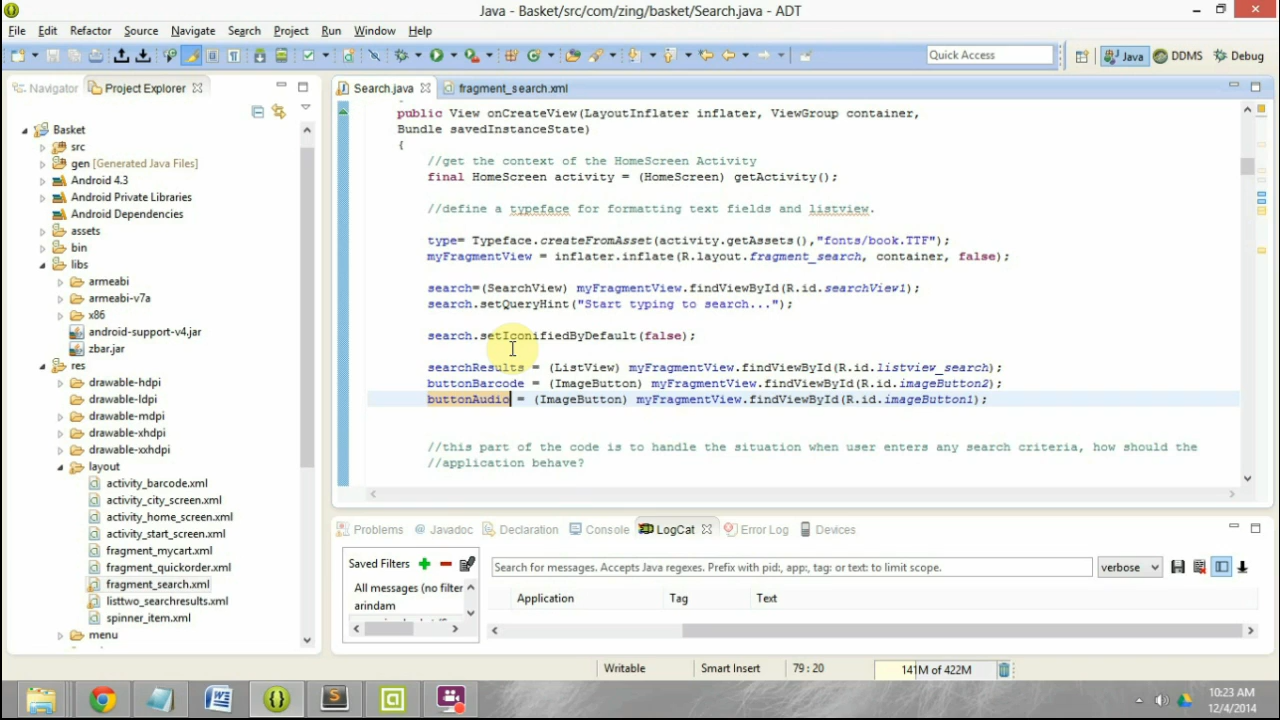 Java - Basket/src/com/zing/basket/Search.java - ADT
File Edit Refactor Source Navigate Search Project Run Window Help
Quick Access
Java
DDMS
Debug
Navigator
Project Explorer
Search.java
fragment_search.xml
Basket
src
gen [Generated Java Files]
Android 4.3
Android Private Libraries
Android Dependencies
assets
bin
libs
armeabi
armeabi-v7a
x86
android-support-v4.jar
zbar.jar
res
drawable-hdpi
drawable-ldpi
drawable-mdpi
drawable-xhdpi
drawable-xxhdpi
layout
activity_barcode.xml
activity_city_screen.xml
activity_home_screen.xml
activity_start_screen.xml
fragment_mycart.xml
fragment_quickorder.xml
fragment_search.xml
listtwo_searchresults.xml
spinner_item.xml
menu
public View onCreateView(LayoutInflater inflater, ViewGroup container,
Bundle savedInstanceState)
{
//get the context of the HomeScreen Activity
final HomeScreen activity = (HomeScreen) getActivity();
//define a typeface for formatting text fields and listview.
type= Typeface.createFromAsset(activity.getAssets(),"fonts/book.TTF");
myFragmentView = inflater.inflate(R.layout.fragment_search, container, false);
search=(SearchView) myFragmentView.findViewById(R.id.searchView1);
search.setQueryHint("Start typing to search...");
search.setIconifiedByDefault(false);
searchResults = (ListView) myFragmentView.findViewById(R.id.listview_search);
buttonBarcode = (ImageButton) myFragmentView.findViewById(R.id.imageButton2);
buttonAudio = (ImageButton) myFragmentView.findViewById(R.id.imageButton1);
//this part of the code is to handle the situation when user enters any search criteria, how should the
//application behave?
Problems
@ Javadoc
Declaration
Console
LogCat
Error Log
Devices
Saved Filters
All messages (no filter
arindam
Search for messages. Accepts Java regexes. Prefix with pid:, app:, tag: or text: to limit scope.
verbose
Application
Tag
Text
Writable
Smart Insert
79 : 20
141M of 422M
10:23 AM
12/4/2014